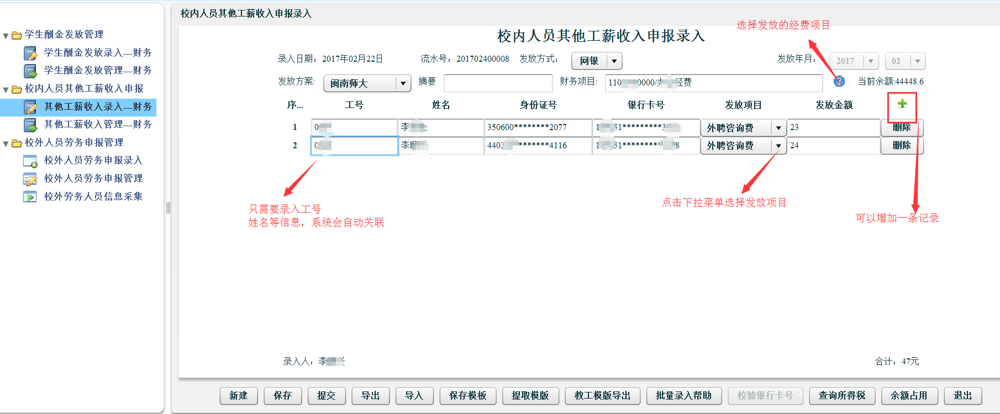 校内人员其他工薪收入申报录入
学生酬金发放管理
学生酬金发放录入—财务
学生酬金发放管理—财务
校内人员其他工薪收入申报
其他工薪收入录入—财务
其他工薪收入管理—财务
校外人员劳务申报管理
校外人员劳务申报录入
校外人员劳务申报管理
校外劳务人员信息采集
选择发放的经费项目
校内人员其他工薪收入申报录入
录入日期: 2017年02月22日 流水号: 201702400008 发放方式: 网银 发放年月: 2017 02
发放方案: 闽南师大 摘要 财务项目: 110 0000/ 经费 当前余额:44448.6
序... 工号 姓名 身份证号 银行卡号 发放项目 发放金额
1 0 李 350600********2077 1 51*********3 外聘咨询费 23 删除
2 0 李 440 *******4116 1 51********* 8 外聘咨询费 24 删除
只需要录入工号
姓名等信息，系统会自动关联
点击下拉菜单选择发放项目
可以增加一条记录
录入人: 李 合计: 47元
新建 保存 提交 导出 导入 保存模板 提取模版 教工模版导出 批量录入帮助 校验银行卡号 查询所得税 余额占用 退出